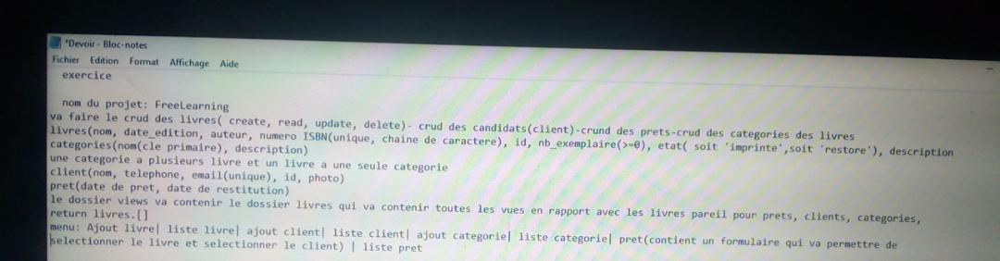 *Devoir - Bloc-notes
Fichier Edition Format Affichage Aide
exercice
nom du projet: FreeLearning
va faire le crud des livres( create, read, update, delete)- crud des candidats(client)-crund des prets-crud des categories des livres
livres(nom, date_edition, auteur, numero ISBN(unique, chaine de caractere), id, nb_exemplaire(>=0), etat( soit 'imprinte',soit 'restore'), description
categories(nom(cle primaire), description)
une categorie a plusieurs livre et un livre a une seule categorie
client(nom, telephone, email(unique), id, photo)
pret(date de pret, date de restitution)
le dossier views va contenir le dossier livres qui va contenir toutes les vues en rapport avec les livres pareil pour prets, clients, categories,
return livres.[]
menu: Ajout livre| liste livre| ajout client| liste client| ajout categorie| liste categorie| pret(contient un formulaire qui va permettre de
selectionner le livre et selectionner le client) | liste pret